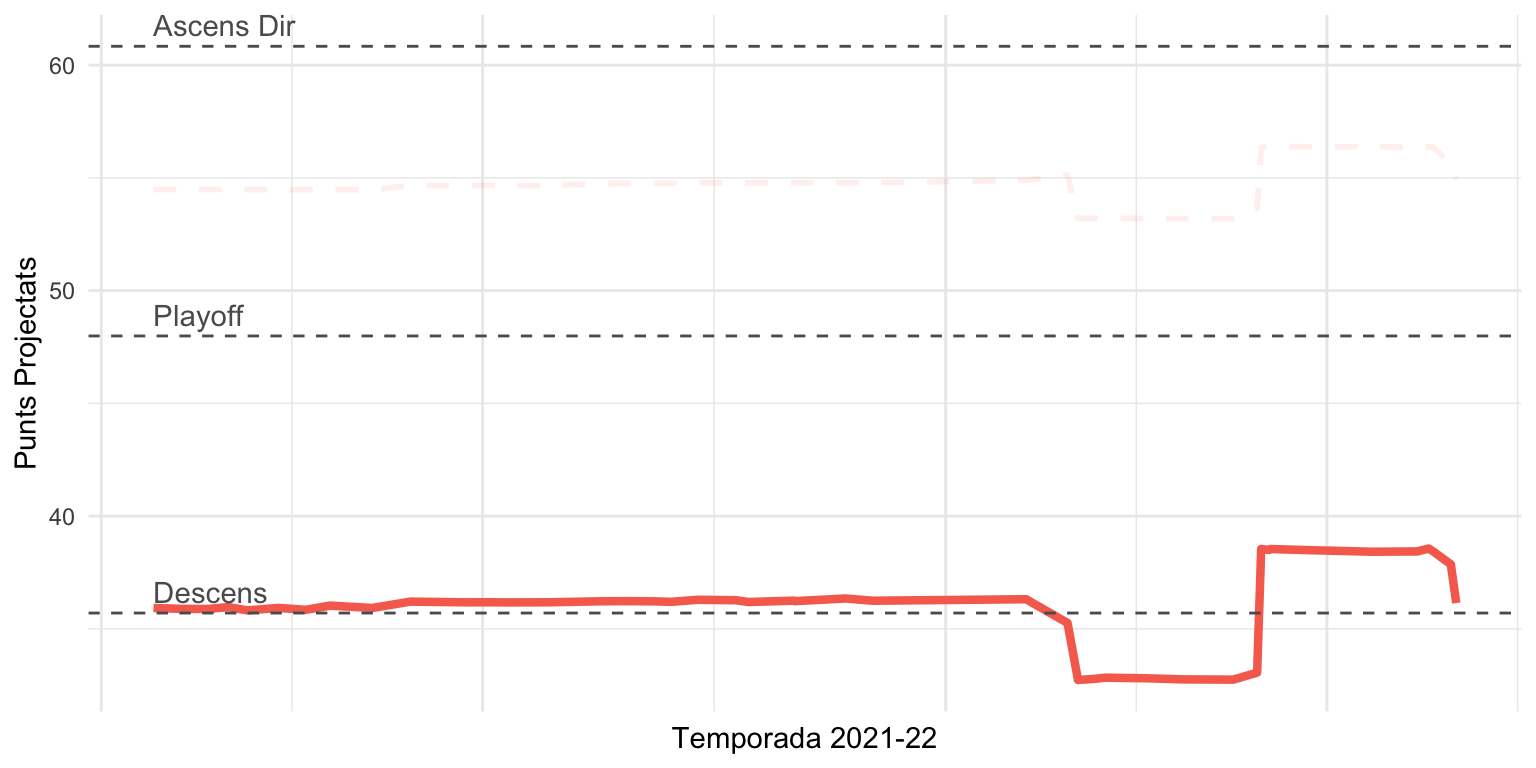 Ascens Dir
60
50
Playoff
40
Descens
Punts Projectats
Temporada 2021-22